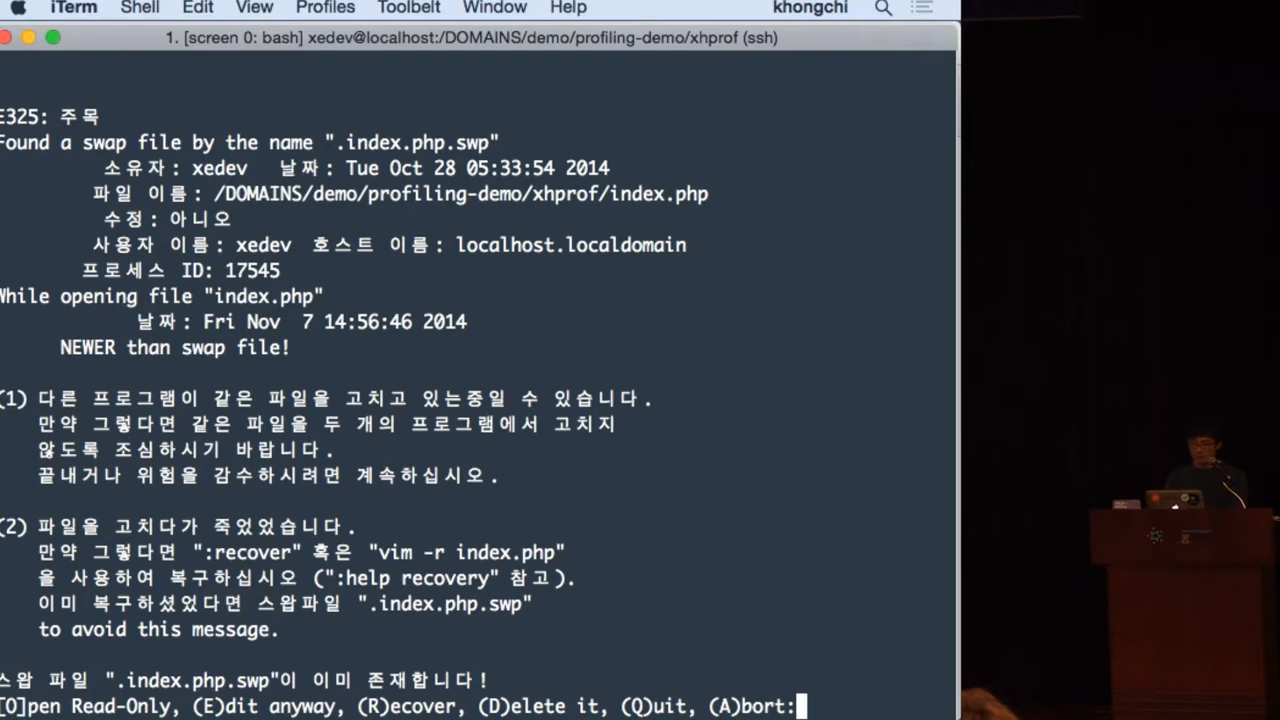 iTerm Shell Edit View Profiles Toolbelt Window Help khongchi
1. [screen 0: bash] xedev@localhost:/DOMAINS/demo/profiling-demo/xhprof (ssh)
E325: 주목
Found a swap file by the name ".index.php.swp"
소유자: xedev 날짜: Tue Oct 28 05:33:54 2014
파일 이름: /DOMAINS/demo/profiling-demo/xhprof/index.php
수정: 아니오
사용자 이름: xedev 호스트 이름: localhost.localdomain
프로세스 ID: 17545
While opening file "index.php"
날짜: Fri Nov 7 14:56:46 2014
NEWER than swap file!
(1) 다른 프로그램이 같은 파일을 고치고 있는중일 수 있습니다.
만약 그렇다면 같은 파일을 두 개의 프로그램에서 고치지
않도록 조심하시기 바랍니다.
끝내거나 위험을 감수하시려면 계속하십시오.
(2) 파일을 고치다가 죽었었습니다.
만약 그렇다면 ":recover" 혹은 "vim -r index.php"
을 사용하여 복구하십시오 (":help recovery" 참고).
이미 복구하셨었다면 스왑파일 ".index.php.swp"
to avoid this message.
스왑 파일 ".index.php.swp"이 이미 존재합니다!
[O]pen Read-Only, (E)dit anyway, (R)ecover, (D)elete it, (Q)uit, (A)bort: